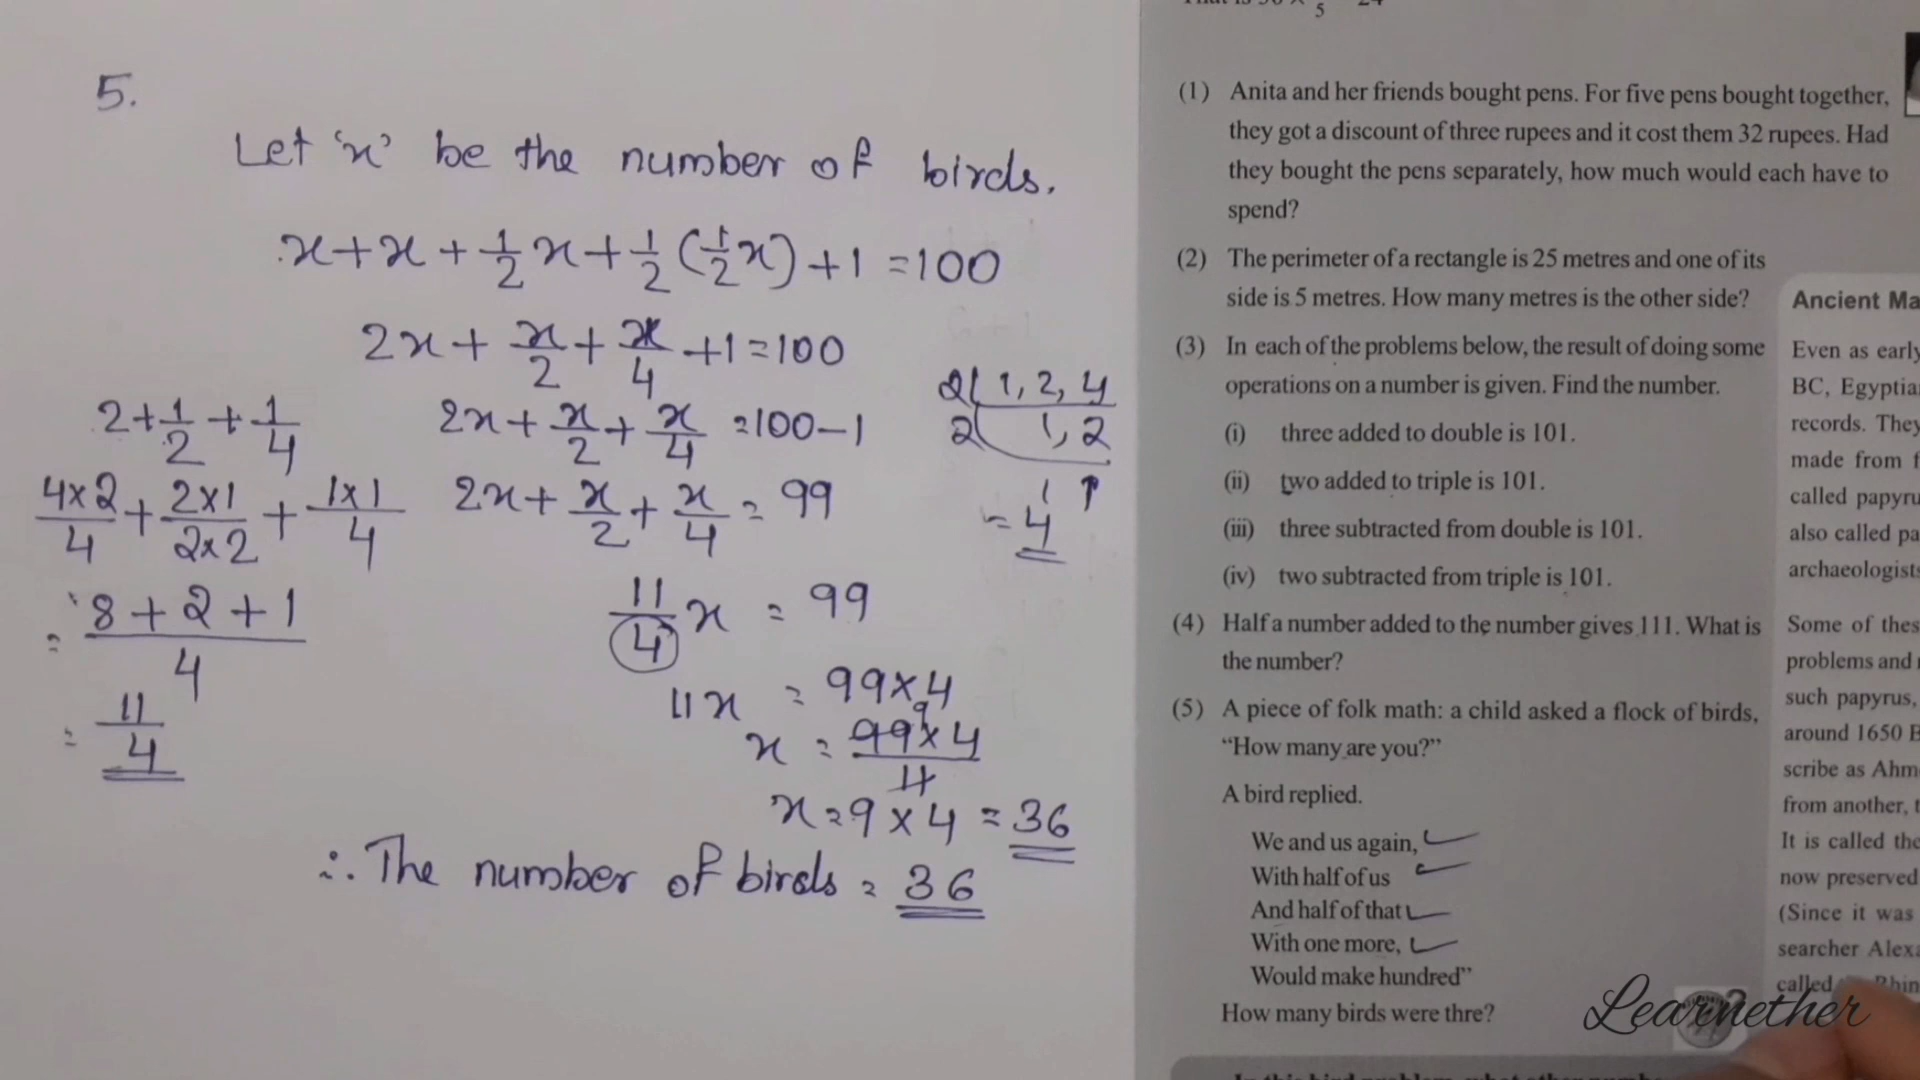 5.
Let 'x' be the number of birds.
x + x + 1/2 x + 1/2 (1/2 x) + 1 = 100
2x + x/2 + x/4 + 1 = 100
2x + x/2 + x/4 = 100 - 1
2x + x/2 + x/4 = 99
11/4 x = 99
11x = 99 x 4
x = 99 x 4 / 11
9
x = 9 x 4 = 36
∴ The number of birds = 36
2 + 1/2 + 1/4
4x2/4 + 2x1/2x2 + 1x1/4
= 8 + 2 + 1 / 4
= 11/4
2 | 1, 2, 4
2 | 1, 2
1
= 4
5
(1) Anita and her friends bought pens. For five pens bought together,
they got a discount of three rupees and it cost them 32 rupees. Had
they bought the pens separately, how much would each have to
spend?
(2) The perimeter of a rectangle is 25 metres and one of its
side is 5 metres. How many metres is the other side?
(3) In each of the problems below, the result of doing some
operations on a number is given. Find the number.
(i) three added to double is 101.
(ii) two added to triple is 101.
(iii) three subtracted from double is 101.
(iv) two subtracted from triple is 101.
(4) Half a number added to the number gives 111. What is
the number?
(5) A piece of folk math: a child asked a flock of birds,
“How many are you?”
A bird replied.
We and us again,
With half of us
And half of that
With one more,
Would make hundred”
How many birds were thre?
Ancient Ma
Even as early
BC, Egyptia
records. They
made from
called papyru
also called pa
archaeologists
Some of thes
problems and
such papyrus,
around 1650 B
scribe as Ahm
from another, t
It is called the
now preserved
(Since it was
searcher Alexa
called
Learnether